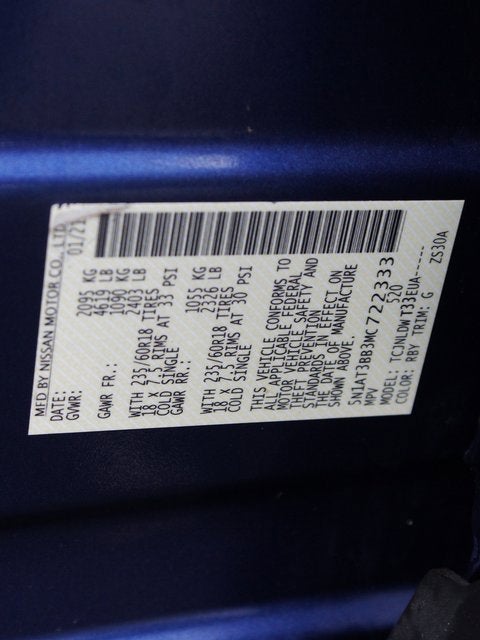 MFD BY NISSAN MOTOR CO., LTD.
DATE: 01/21
GVWR: 2095 KG
4619 LB
GAWR FR.: 1090 KG
2403 LB
WITH 235/60R18 TIRES
18 X 7.5 RIMS AT 33 PSI
COLD SINGLE
GAWR RR.: 1055 KG
2326 LB
WITH 235/60R18 TIRES
18 X 7.5 RIMS AT 30 PSI
COLD SINGLE
THIS VEHICLE CONFORMS TO
ALL APPLICABLE FEDERAL
MOTOR VEHICLE SAFETY AND
THEFT PREVENTION
STANDARDS IN EFFECT ON
THE DATE OF MANUFACTURE
SHOWN ABOVE.
5N1AT3BB3MC722333
MPV 520
MODEL: TCJNLDWT33EUA------
COLOR: RBY TRIM: G ZS30A